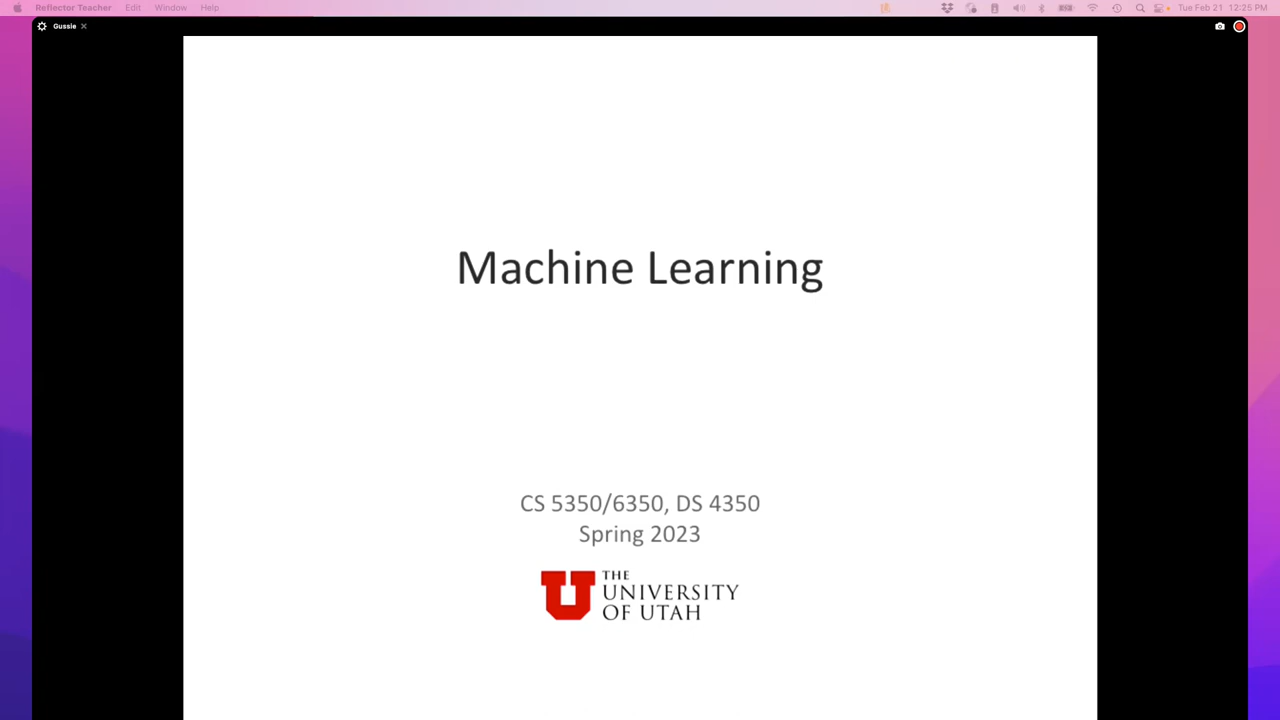 Reflector Teacher Edit Window Help Tue Feb 21 12:25 PM
Gussie
Machine Learning
CS 5350/6350, DS 4350
Spring 2023
THE
UNIVERSITY
OF UTAH